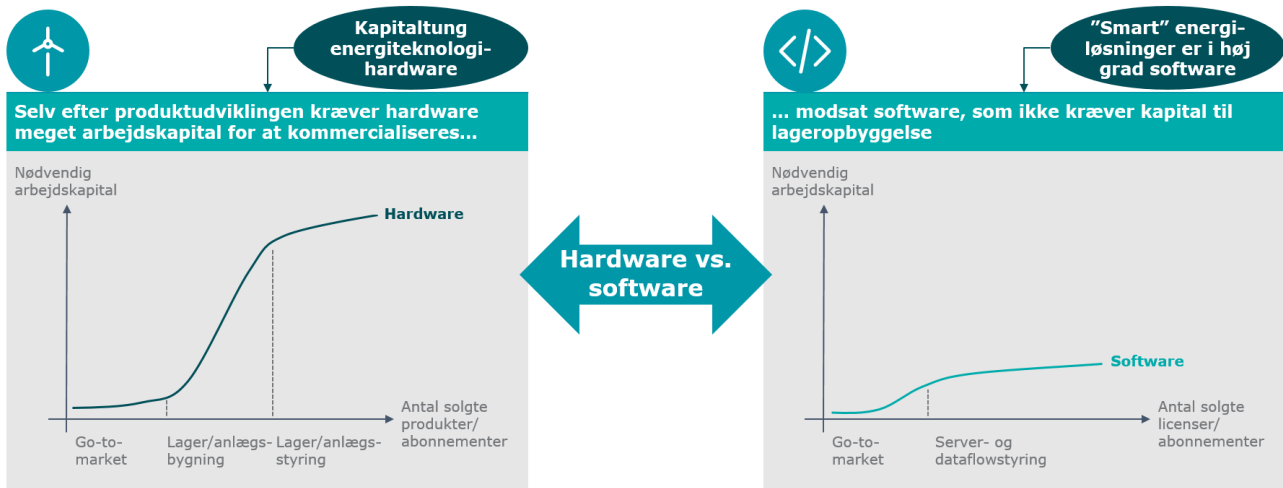 Kapitaltung
energiteknologi-
hardware
Selv efter produktudviklingen kræver hardware
meget arbejdskapital for at kommercialiseres...
Nødvendig
arbejdskapital
Hardware
Antal solgte
produkter/
abonnementer
Go-to-
market
Lager/anlægs-
bygning
Lager/anlægs-
styring
Hardware vs.
software
</>
”Smart” energi-
løsninger er i høj
grad software
... modsat software, som ikke kræver kapital til
lageropbyggelse
Nødvendig
arbejdskapital
Software
Antal solgte
licenser/
abonnementer
Go-to-
market
Server- og
dataflowstyring